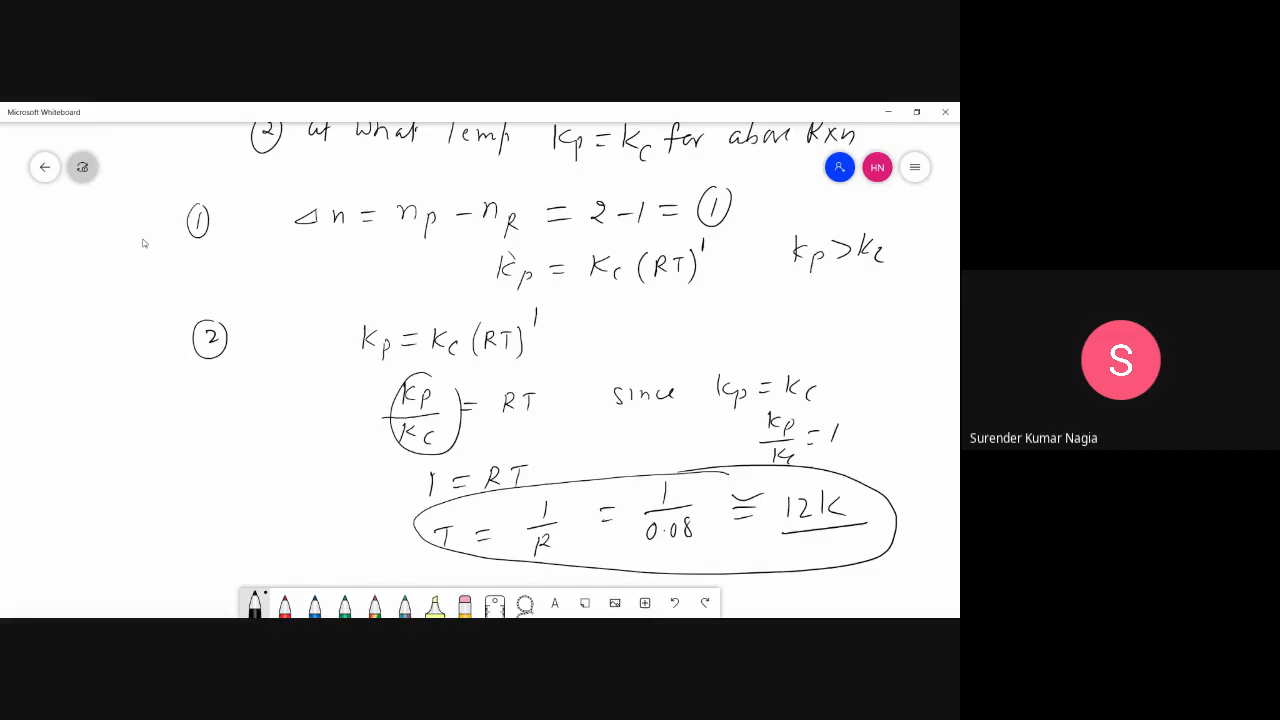 Microsoft Whiteboard
(2) at what Temp Kp = Kc for above Rxn
HN
(1) Δn = nP - nR = 2 - 1 = (1)
Kp = Kc (RT)^1 Kp > Kc
(2) Kp = Kc (RT)^1
Kp/Kc = RT since Kp = Kc
Kp/Kc = 1
1 = RT
T = 1/R = 1/0.08 ≅ 12K
S
Surender Kumar Nagia
A